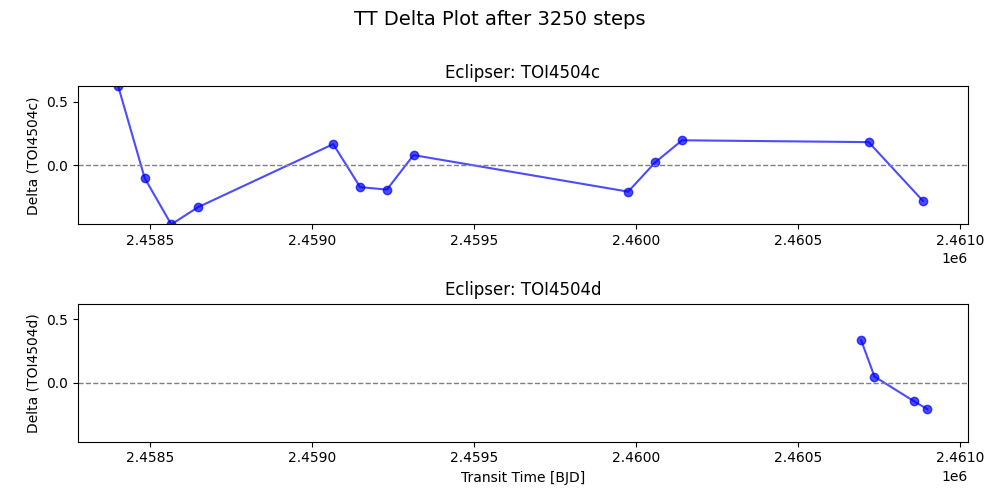 TT Delta Plot after 3250 steps
Eclipser: TOI4504c
Delta (TOI4504c)
0.5
0.0
2.4585 2.4590 2.4595 2.4600 2.4605 2.4610
1e6
Eclipser: TOI4504d
Delta (TOI4504d)
0.5
0.0
2.4585 2.4590 2.4595 2.4600 2.4605 2.4610
1e6
Transit Time [BJD]